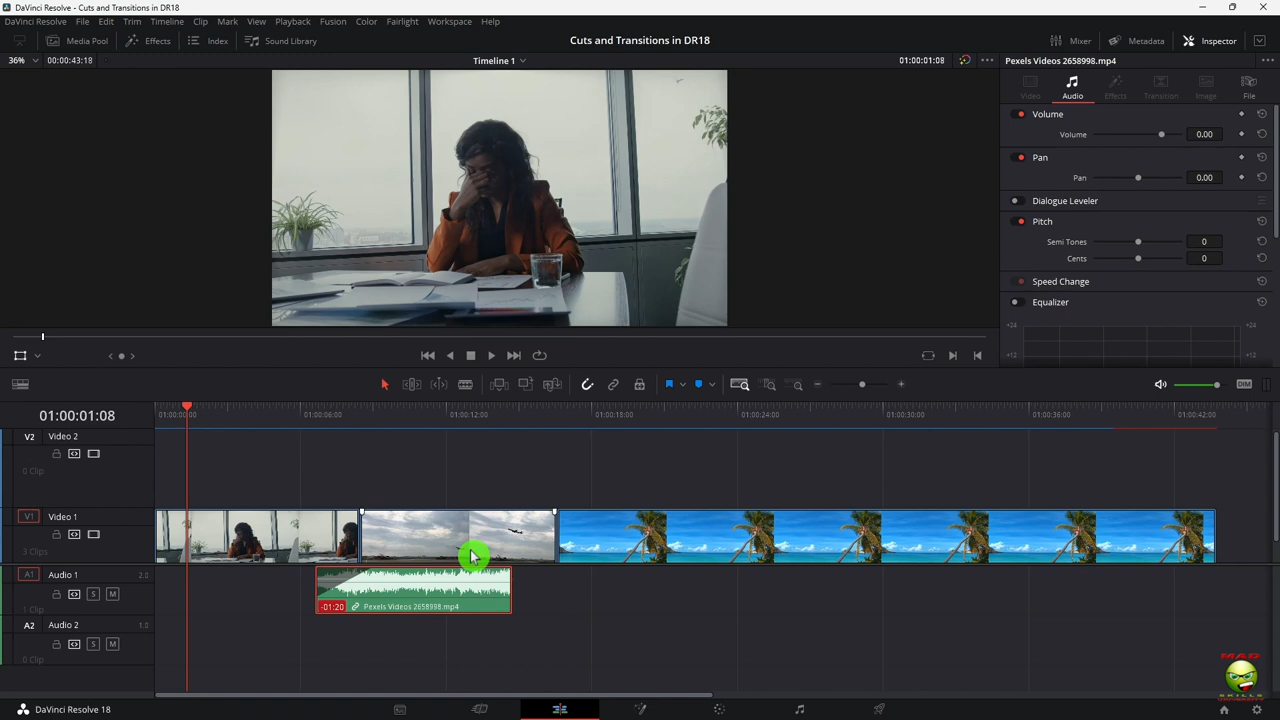 DaVinci Resolve - Cuts and Transitions in DR18
DaVinci Resolve File Edit Trim Timeline Clip Mark View Playback Fusion Color Fairlight Workspace Help
Media Pool Effects Index Sound Library Cuts and Transitions in DR18 Mixer Metadata Inspector
36% 00:00:43:18 Timeline 1 01:00:01:08 Pexels Videos 2658998.mp4
Video Audio Effects Transition Image File
Volume
Volume 0.00
Pan
Pan 0.00
Dialogue Leveler
Pitch
Semi Tones 0
Cents 0
Speed Change
Equalizer
+24 +24
+12 +12
DIM
01:00:01:08 01:00:00:00 01:00:06:00 01:00:12:00 01:00:18:00 01:00:24:00 01:00:30:00 01:00:36:00 01:00:42:00
V2 Video 2
0 Clip
V1 Video 1
3 Clips
A1 Audio 1 2.0
S M
1 Clip
-01:20 Pexels Videos 2658998.mp4
A2 Audio 2 1.0
S M
0 Clip
MAD
SKILLS
DaVinci Resolve 18